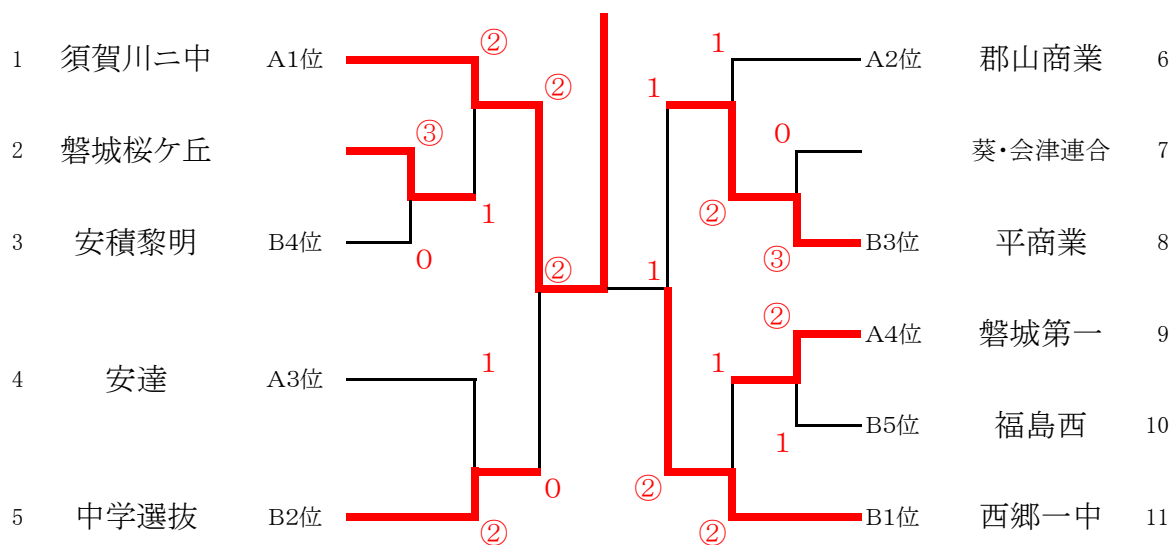 1 須賀川ニ中 A1位 ②
② 1 A2位 郡山商業 6
1
2 磐城桜ケ丘 ③ 0 葵・会津連合 7
1 ②
3 安積黎明 B4位 0 ③ B3位 平商業 8
② 1
② A4位 磐城第一 9
4 安達 A3位 1 1
1 B5位 福島西 10
0 ②
5 中学選抜 B2位 ② ② B1位 西郷一中 11